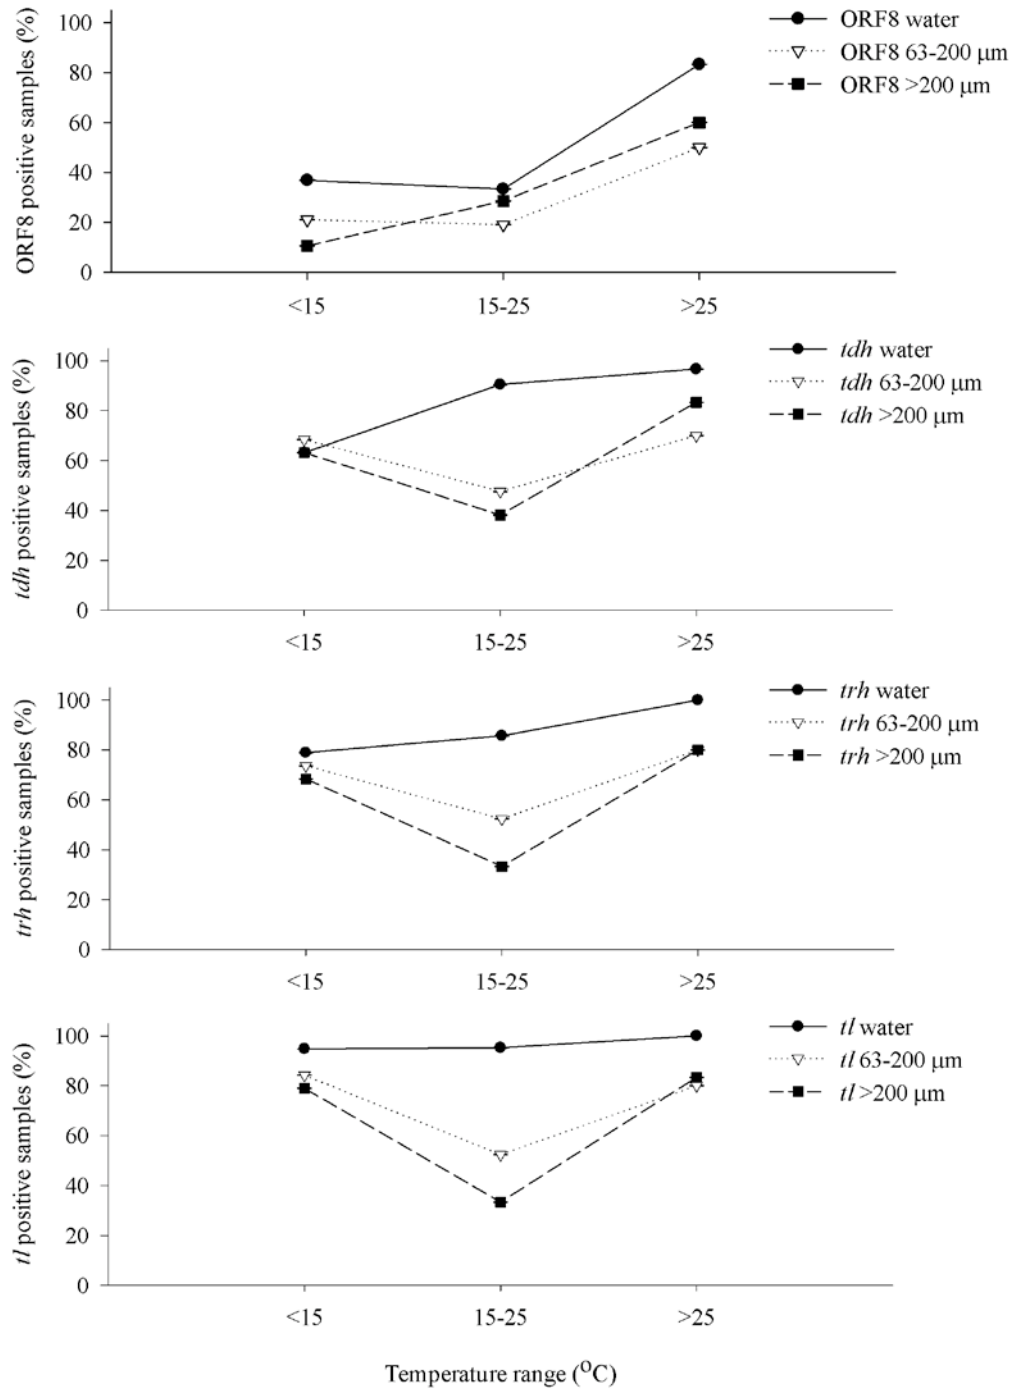 ORF8 positive samples (%)
100
80
60
40
20
0
<15
15-25
>25
ORF8 water
ORF8 63-200 μm
ORF8 >200 μm
tdh positive samples (%)
100
80
60
40
20
0
<15
15-25
>25
tdh water
tdh 63-200 μm
tdh >200 μm
trh positive samples (%)
100
80
60
40
20
0
<15
15-25
>25
trh water
trh 63-200 μm
trh >200 μm
tl positive samples (%)
100
80
60
40
20
0
<15
15-25
>25
tl water
tl 63-200 μm
tl >200 μm
Temperature range (°C)